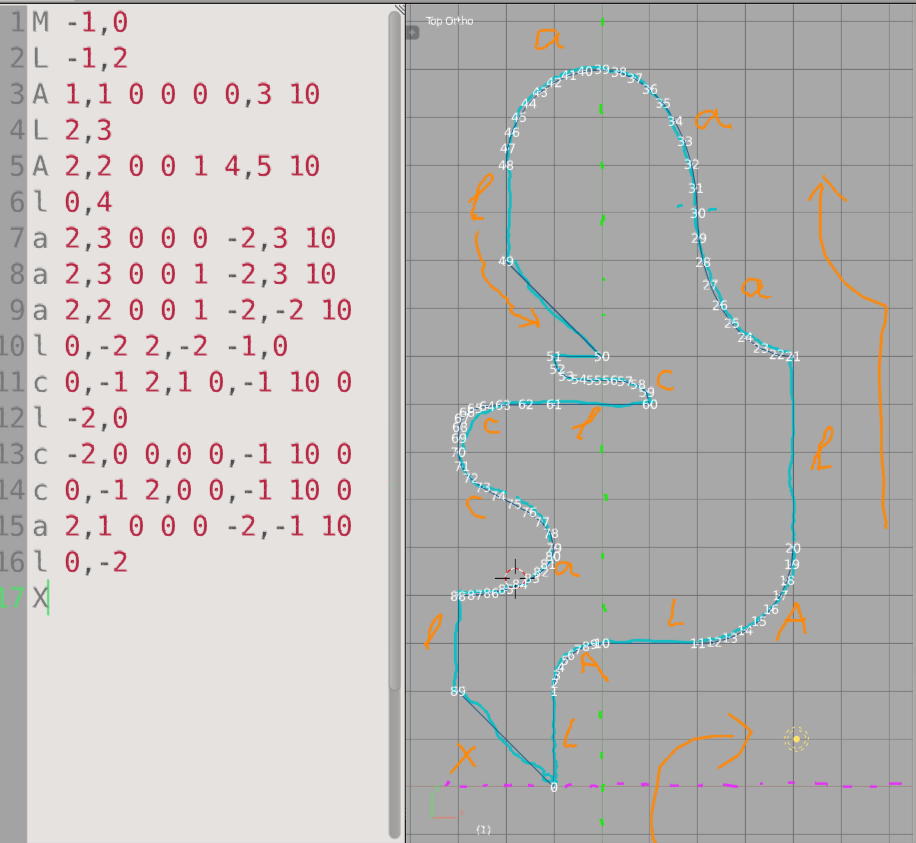 1 M -1,0
2 L -1,2
3 A 1,1 0 0 0 0,3 10
4 L 2,3
5 A 2,2 0 0 1 4,5 10
6 l 0,4
7 a 2,3 0 0 0 -2,3 10
8 a 2,3 0 0 1 -2,3 10
9 a 2,2 0 0 1 -2,-2 10
10 l 0,-2 2,-2 -1,0
11 c 0,-1 2,1 0,-1 10 0
12 l -2,0
13 c -2,0 0,0 0,-1 10 0
14 c 0,-1 2,0 0,-1 10 0
15 a 2,1 0 0 0 -2,-1 10
16 l 0,-2
17 X
Top Ortho
a
42 41 40 39 38 37
43 36
44 35
45 34
46 a
47 33
48 32
31
l 30
29
49 28
27 a
26
25
24
51 50 23 22 21
52 53 54 55 56 57 58 c
59
65 64 63 62 61 60
67 68 c l
69
70 l
71
72 73 74 75 76
c 77
78
79 20
80 19
81 a 18
82 17
88 87 86 85 84 83 16
15 A
l L 14
A 9 10 11 12 13
89 1
L
X
0
(1)